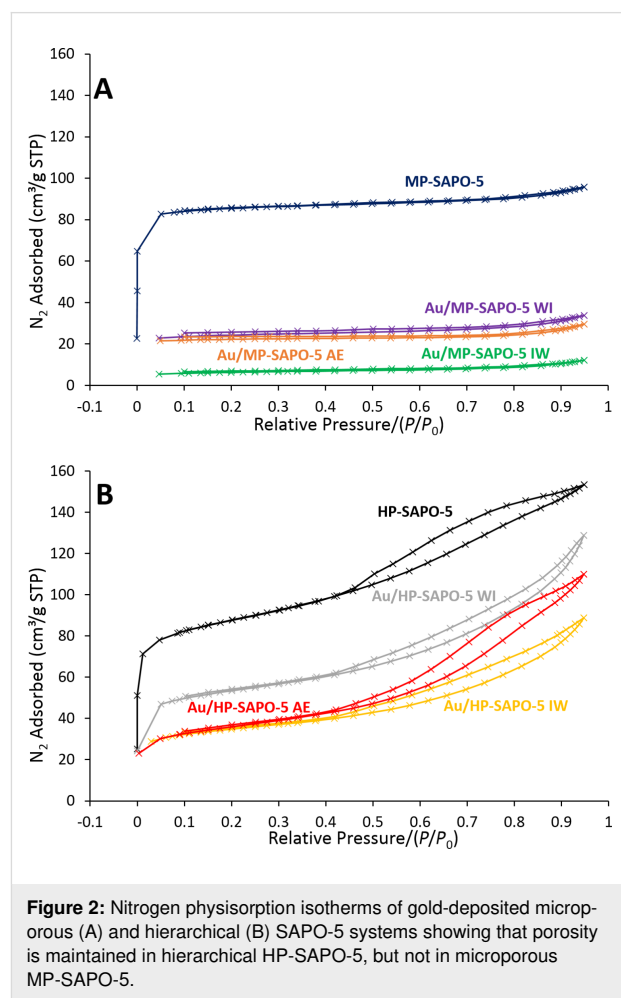 160
140
120
100
80
60
40
20
0
N₂ Adsorbed (cm³/g STP)
A
MP-SAPO-5
Au/MP-SAPO-5 WI
Au/MP-SAPO-5 AE
Au/MP-SAPO-5 IW
-0.1 0 0.1 0.2 0.3 0.4 0.5 0.6 0.7 0.8 0.9 1
Relative Pressure/(P/P₀)
160
140
120
100
80
60
40
20
0
N₂ Adsorbed (cm³/g STP)
B
HP-SAPO-5
Au/HP-SAPO-5 WI
Au/HP-SAPO-5 AE
Au/HP-SAPO-5 IW
-0.1 0 0.1 0.2 0.3 0.4 0.5 0.6 0.7 0.8 0.9 1
Relative Pressure/(P/P₀)
Figure 2: Nitrogen physisorption isotherms of gold-deposited microp-
orous (A) and hierarchical (B) SAPO-5 systems showing that porosity
is maintained in hierarchical HP-SAPO-5, but not in microporous
MP-SAPO-5.